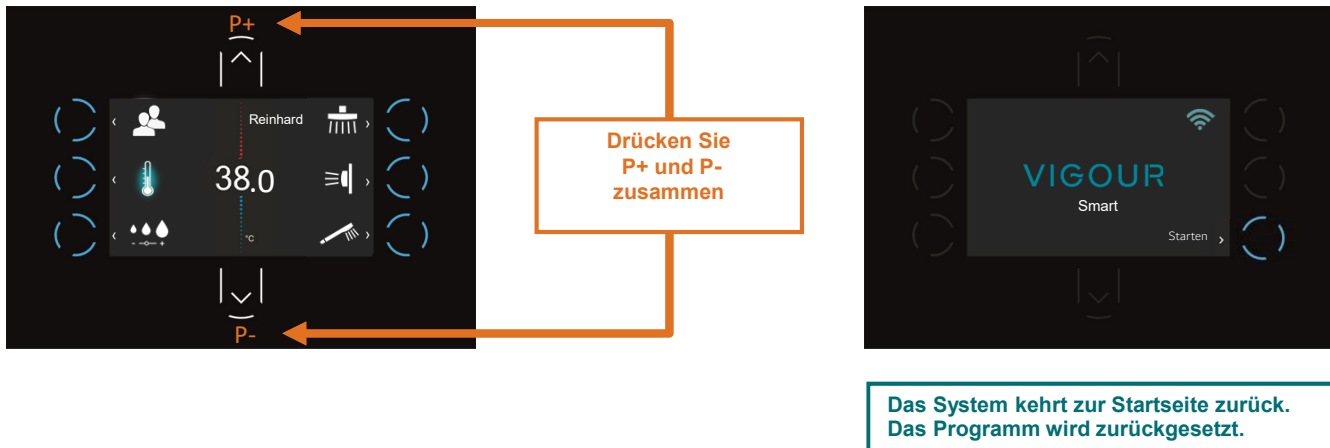 P+
Reinhard
38.0
- +
°C
P-
Drücken Sie
P+ und P-
zusammen
VIGOUR
Smart
Starten
Das System kehrt zur Startseite zurück.
Das Programm wird zurückgesetzt.